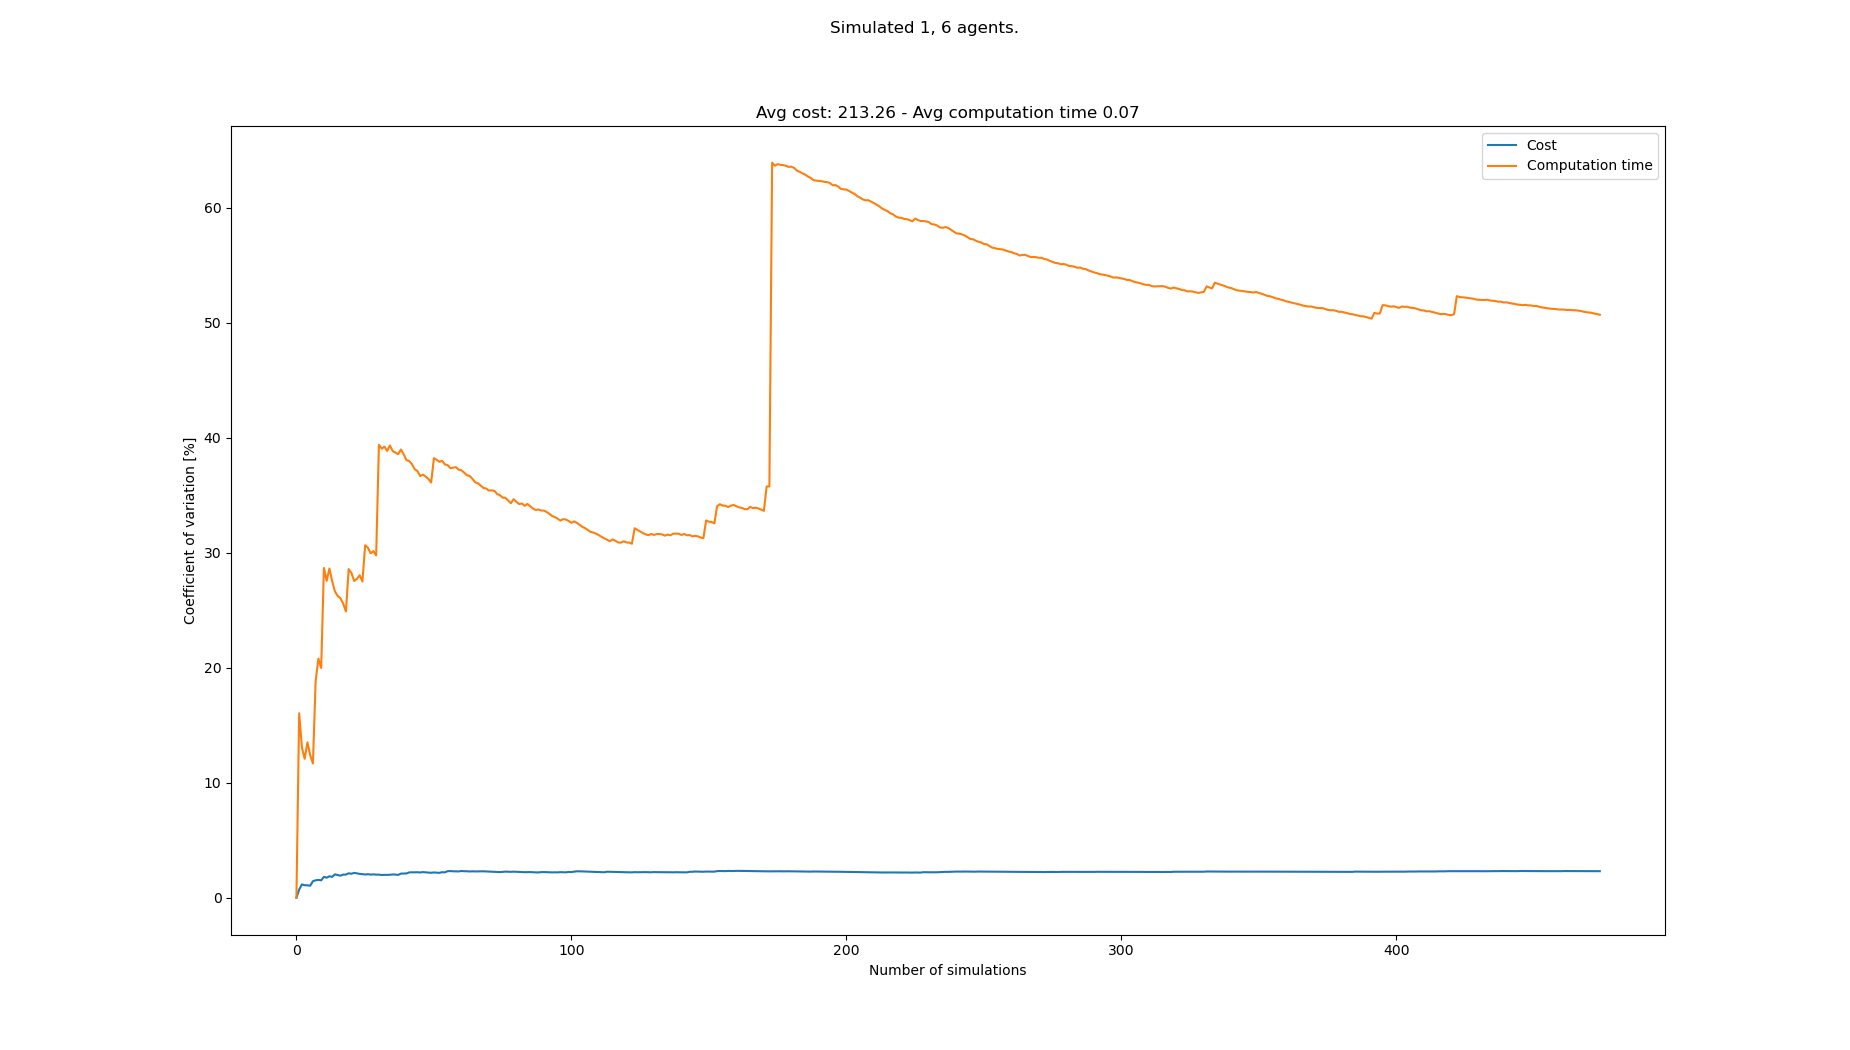 Simulated 1, 6 agents.
Avg cost: 213.26 - Avg computation time 0.07
Cost
Computation time
60
50
40
30
20
10
0
Coefficient of variation [%]
0
100
200
300
400
Number of simulations